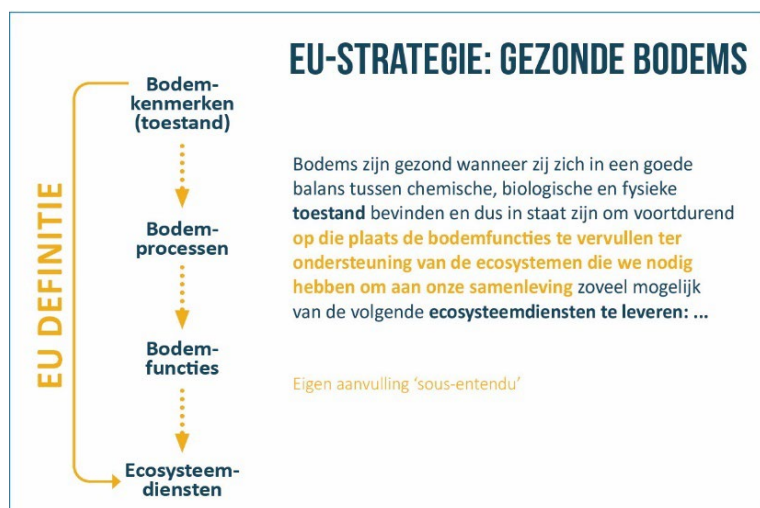 EU-STRATEGIE: GEZONDE BODEMS
EU DEFINITIE
Bodem-
kenmerken
(toestand)
Bodem-
processen
Bodem-
functies
Ecosysteem-
diensten
Bodems zijn gezond wanneer zij zich in een goede
balans tussen chemische, biologische en fysieke
toestand bevinden en dus in staat zijn om voortdurend
op die plaats de bodemfuncties te vervullen ter
ondersteuning van de ecosystemen die we nodig
hebben om aan onze samenleving zoveel mogelijk
van de volgende ecosysteemdiensten te leveren: ...
Eigen aanvulling ‘sous-entendu’